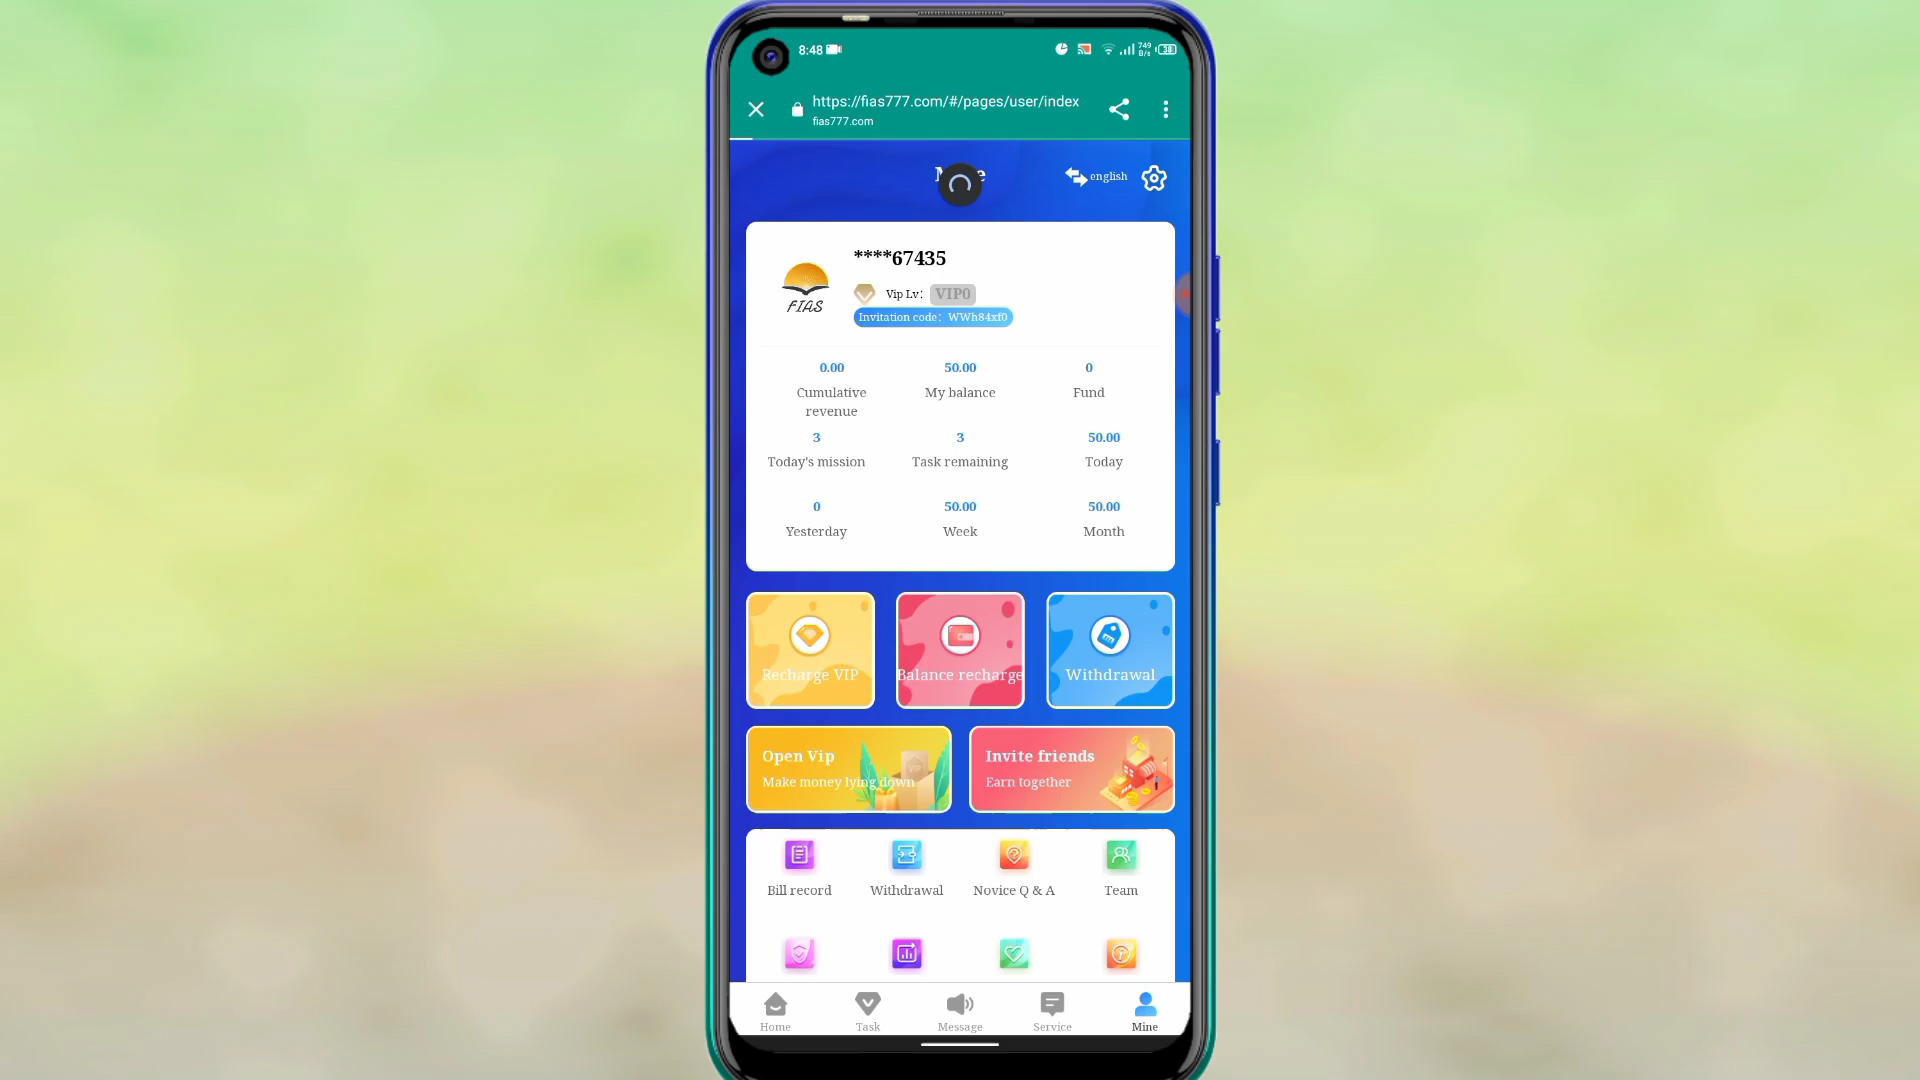 8:48
749
B/s
38
https://fias777.com/#/pages/user/index
fias777.com
english
****67435
FIAS
Vip Lv: VIP0
Invitation code: WWh84xf0
0.00
50.00
0
Cumulative
revenue
My balance
Fund
3
3
50.00
Today's mission
Task remaining
Today
0
50.00
50.00
Yesterday
Week
Month
Recharge VIP
Balance recharge
Withdrawal
Open Vip
Make money lying down
Invite friends
Earn together
Bill record
Withdrawal
Novice Q & A
Team
Home
Task
Message
Service
Mine